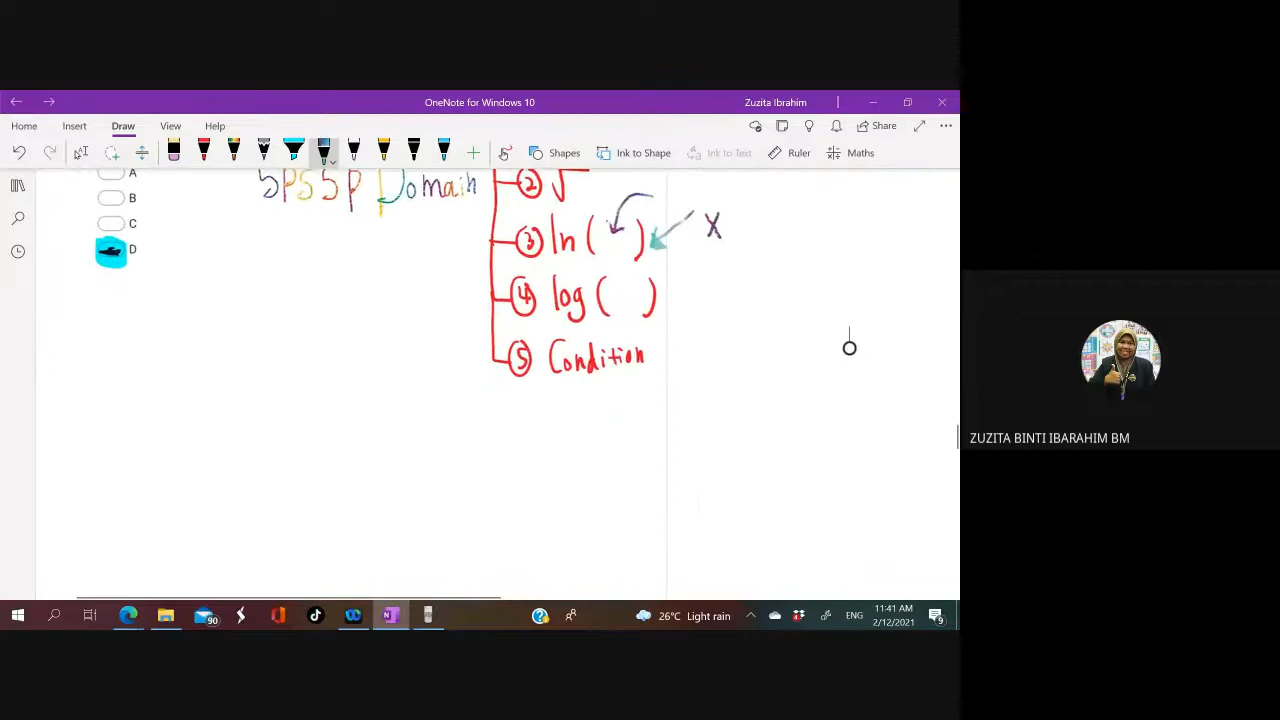 OneNote for Windows 10
Zuzita Ibrahim
Home Insert Draw View Help
Share
Shapes Ink to Shape Ink to Text Ruler Maths
A
B
C
D
Domain
② √
③ ln ( ) X
④ log ( )
⑤ Condition
ZUZITA BINTI IBARAHIM BM
90
26°C Light rain
ENG
11:41 AM
2/12/2021
9